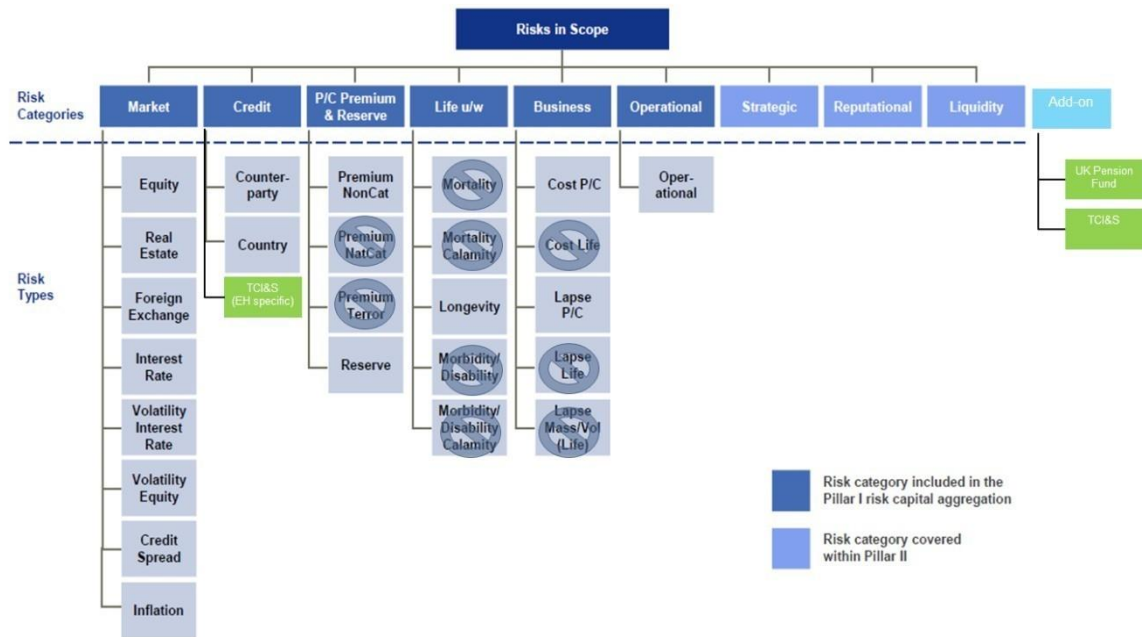 Risks in Scope
Risk
Categories
Market
Credit
P/C Premium
& Reserve
Life u/w
Business
Operational
Strategic
Reputational
Liquidity
Add-on
Risk
Types
Equity
Real
Estate
Foreign
Exchange
Interest
Rate
Volatility
Interest
Rate
Volatility
Equity
Credit
Spread
Inflation
Counter-
party
Country
TCI&S
(EH specific)
Premium
NonCat
Premium
NatCat
Premium
Terror
Reserve
Mortality
Mortality
Calamity
Longevity
Morbidity/
Disability
Morbidity/
Disability
Calamity
Cost P/C
Cost Life
Lapse
P/C
Lapse
Life
Lapse
Mass/Vol
(Life)
Oper-
ational
UK Pension
Fund
TCI&S
Risk category included in the
Pillar I risk capital aggregation
Risk category covered
within Pillar II